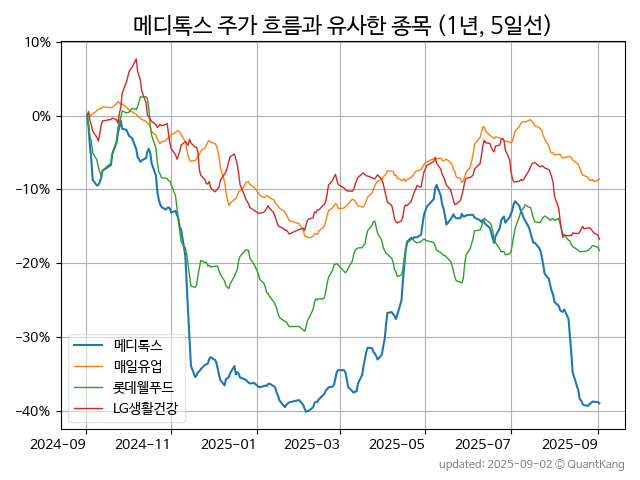 메디톡스 주가 흐름과 유사한 종목 (1년, 5일선)
10%
0%
−10%
−20%
−30%
−40%
메디톡스
매일유업
롯데웰푸드
LG생활건강
2024-09
2024-11
2025-01
2025-03
2025-05
2025-07
2025-09
updated: 2025-09-02 © QuantKang